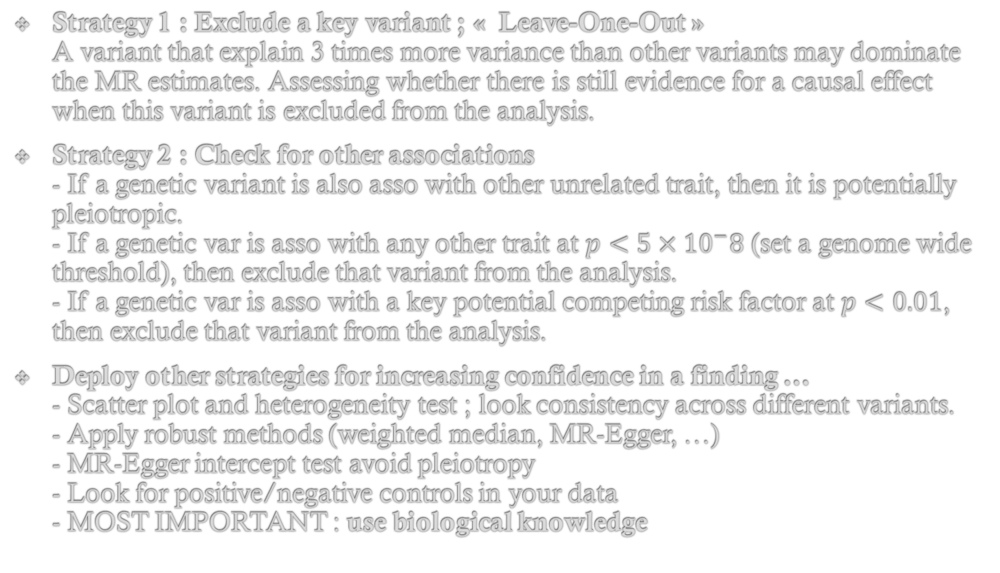 ❖ Strategy 1 : Exclude a key variant ; «  Leave-One-Out »
A variant that explain 3 times more variance than other variants may dominate
the MR estimates. Assessing whether there is still evidence for a causal effect
when this variant is excluded from the analysis.
❖ Strategy 2 : Check for other associations
- If a genetic variant is also asso with other unrelated trait, then it is potentially
pleiotropic.
- If a genetic var is asso with any other trait at p < 5 × 10⁻8 (set a genome wide
threshold), then exclude that variant from the analysis.
- If a genetic var is asso with a key potential competing risk factor at p < 0.01,
then exclude that variant from the analysis.
❖ Deploy other strategies for increasing confidence in a finding …
- Scatter plot and heterogeneity test ; look consistency across different variants.
- Apply robust methods (weighted median, MR-Egger, …)
- MR-Egger intercept test avoid pleiotropy
- Look for positive/negative controls in your data
- MOST IMPORTANT : use biological knowledge